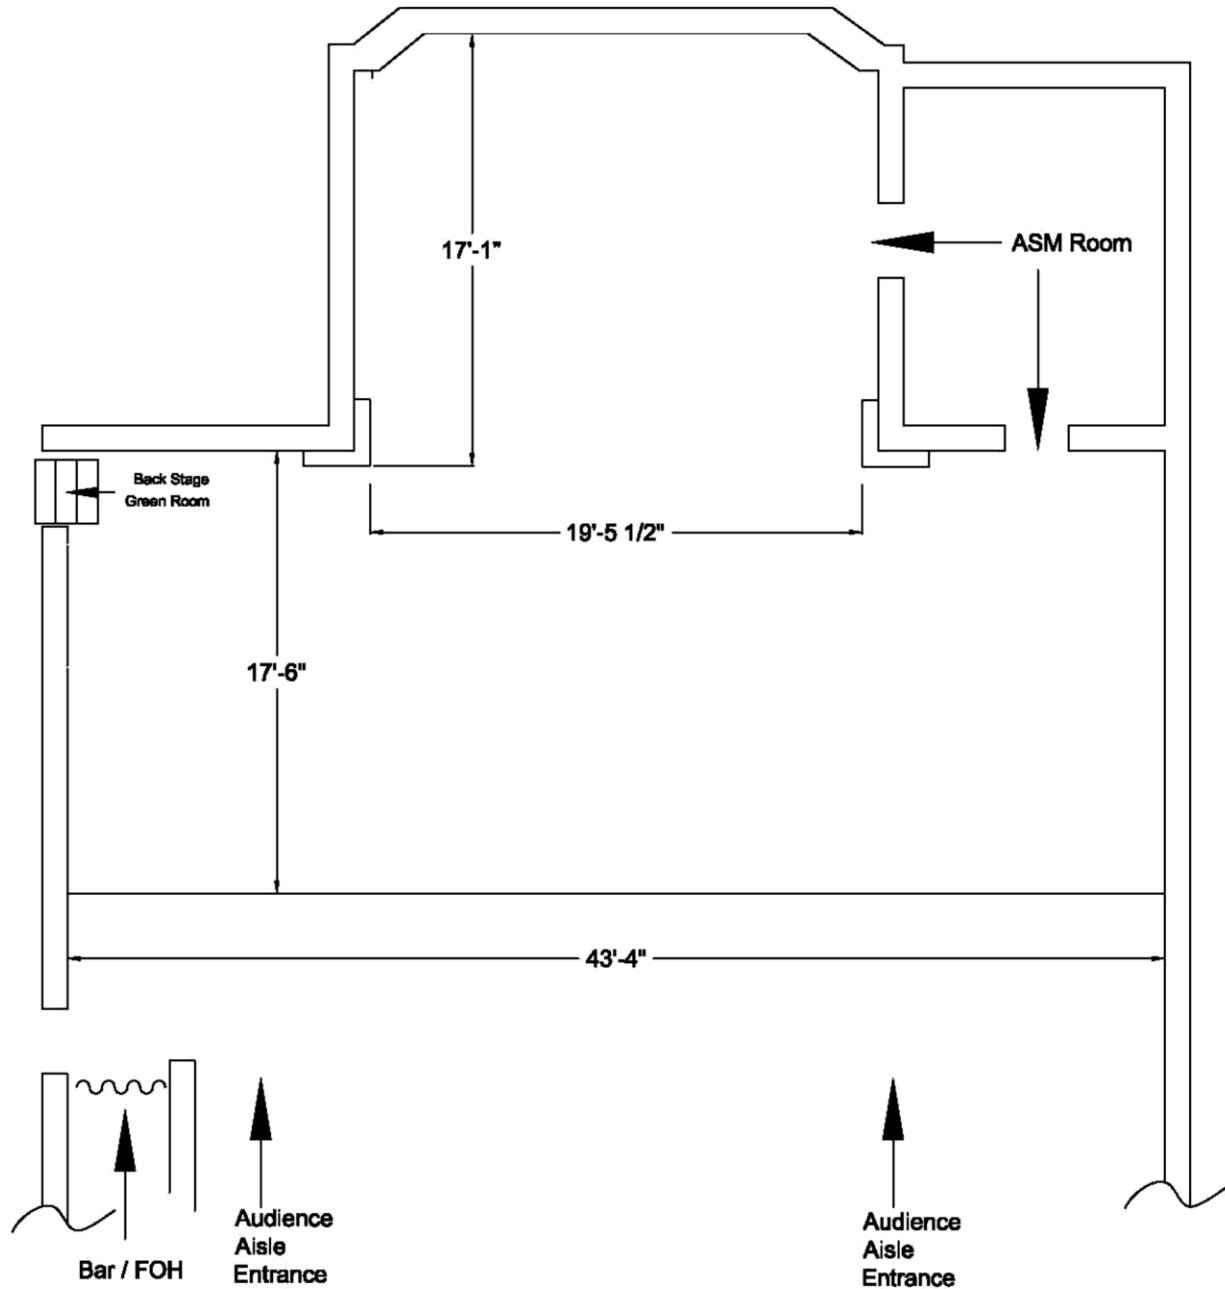 17'-1"
ASM Room
Back Stage
Green Room
19'-5 1/2"
17'-6"
43'-4"
Bar / FOH
Audience
Aisle
Entrance
Audience
Aisle
Entrance